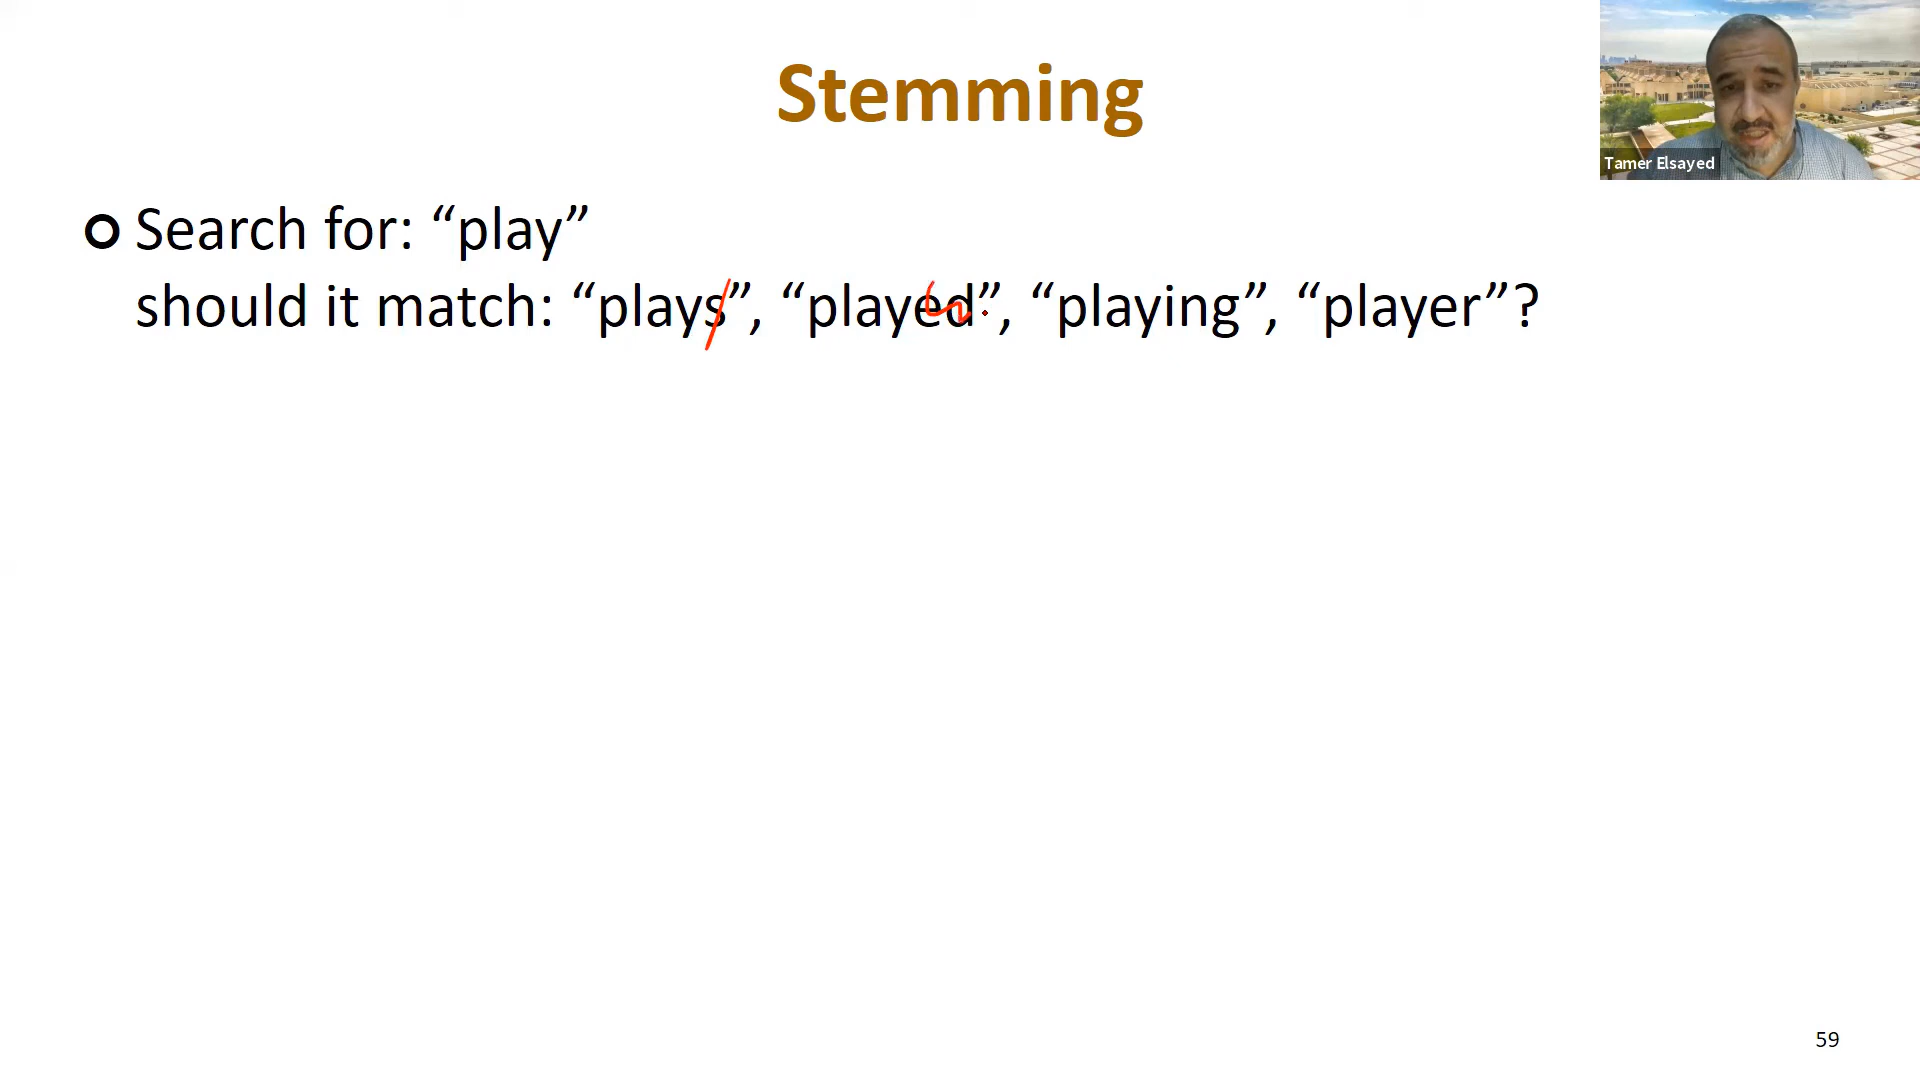 Stemming
Tamer Elsayed
Search for: “play”
should it match: “plays”, “played”, “playing”, “player”?
59